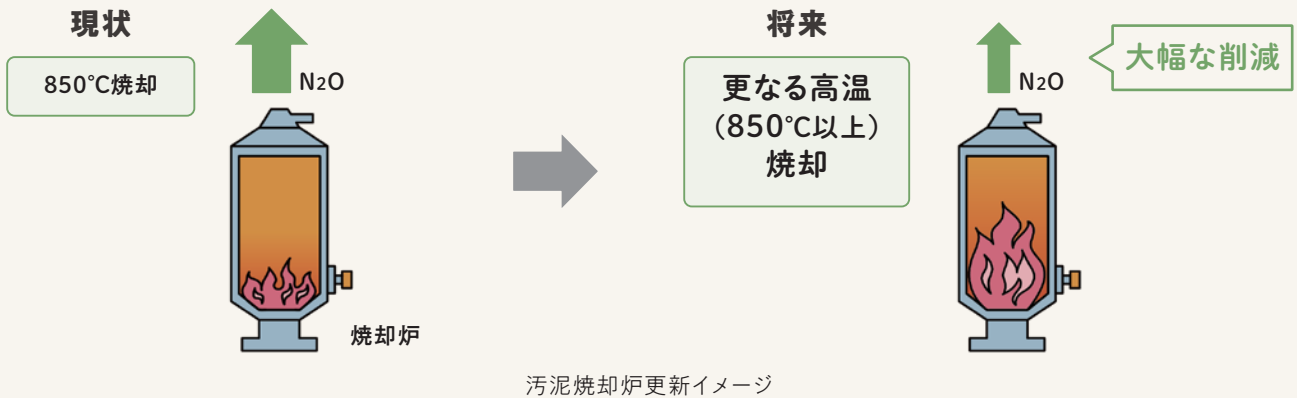 現状
850℃焼却
N2O
焼却炉
将来
更なる高温
(850℃以上)
焼却
N2O
大幅な削減
汚泥焼却炉更新イメージ